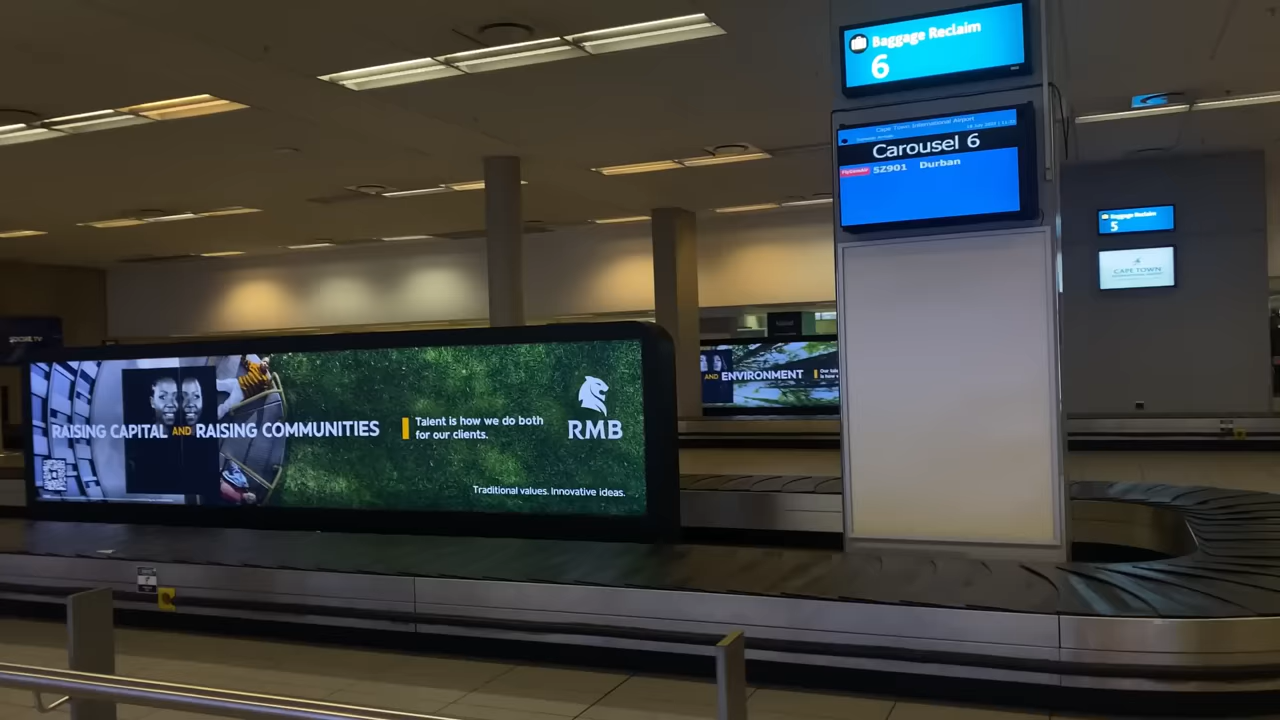 Baggage Reclaim
6
Cape Town International Airport
Carousel 6
FlySafair 5Z901 Durban
Baggage Reclaim
5
CAPE TOWN
INTERNATIONAL AIRPORT
RAISING CAPITAL AND RAISING COMMUNITIES
Talent is how we do both
for our clients.
RMB
Traditional values. Innovative ideas.
AND ENVIRONMENT